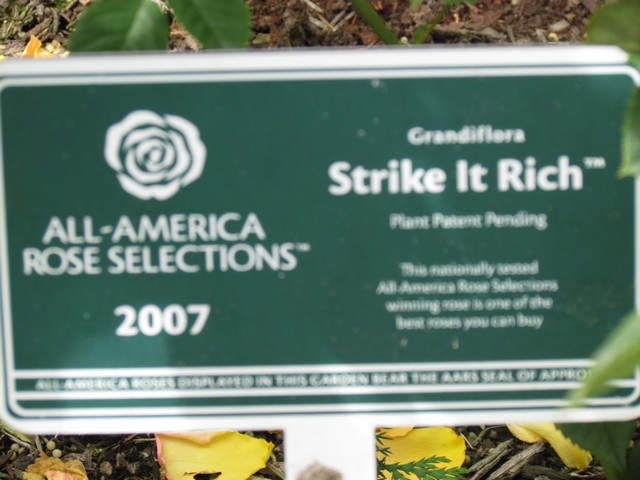 ALL-AMERICA
ROSE SELECTIONS™
2007
Grandiflora
Strike It Rich™
Plant Patent Pending
This nationally tested
All-America Rose Selections
winning rose is one of the
best roses you can buy
ALL-AMERICA ROSES DISPLAYED IN THIS GARDEN BEAR THE AARS SEAL OF